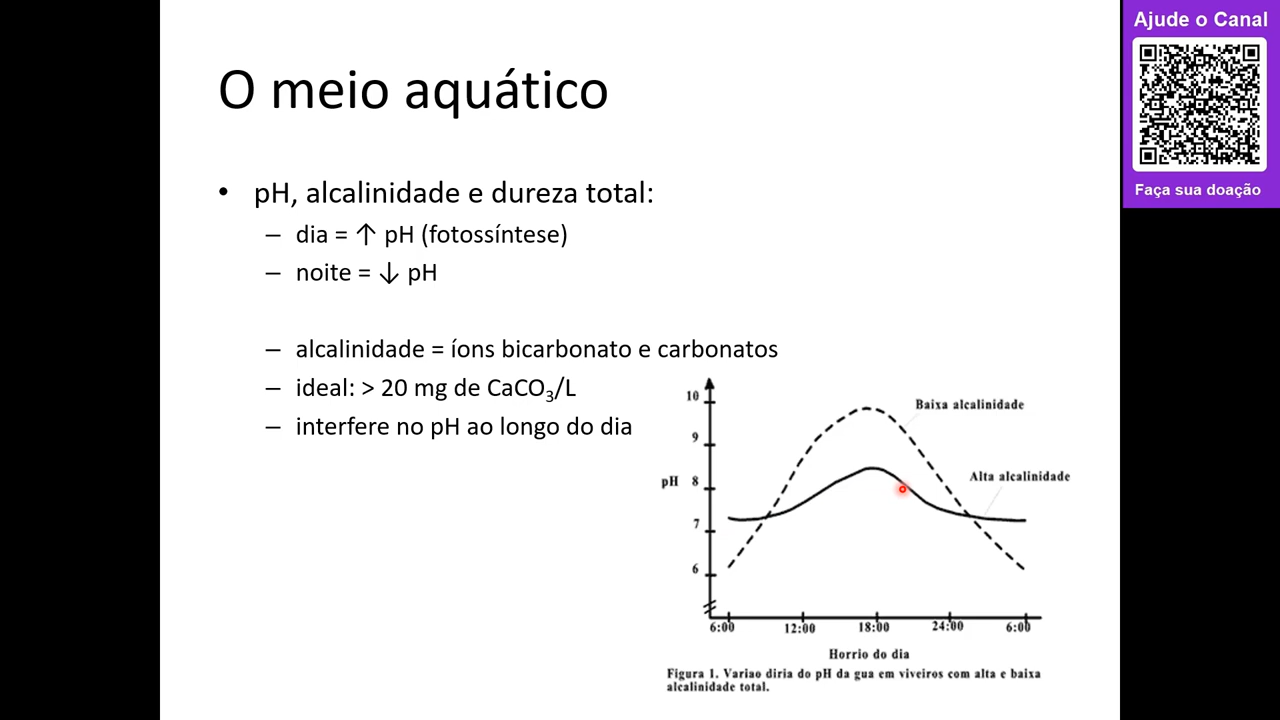 O meio aquático
• pH, alcalinidade e dureza total:
– dia = ↑ pH (fotossíntese)
– noite = ↓ pH
– alcalinidade = íons bicarbonato e carbonatos
– ideal: > 20 mg de CaCO₃/L
– interfere no pH ao longo do dia
10
9
pH 8
7
6
Baixa alcalinidade
Alta alcalinidade
6:00 12:00 18:00 24:00 6:00
Horrio do dia
Figura 1. Variao diria do pH da gua em viveiros com alta e baixa
alcalinidade total.
Ajude o Canal
Faça sua doação